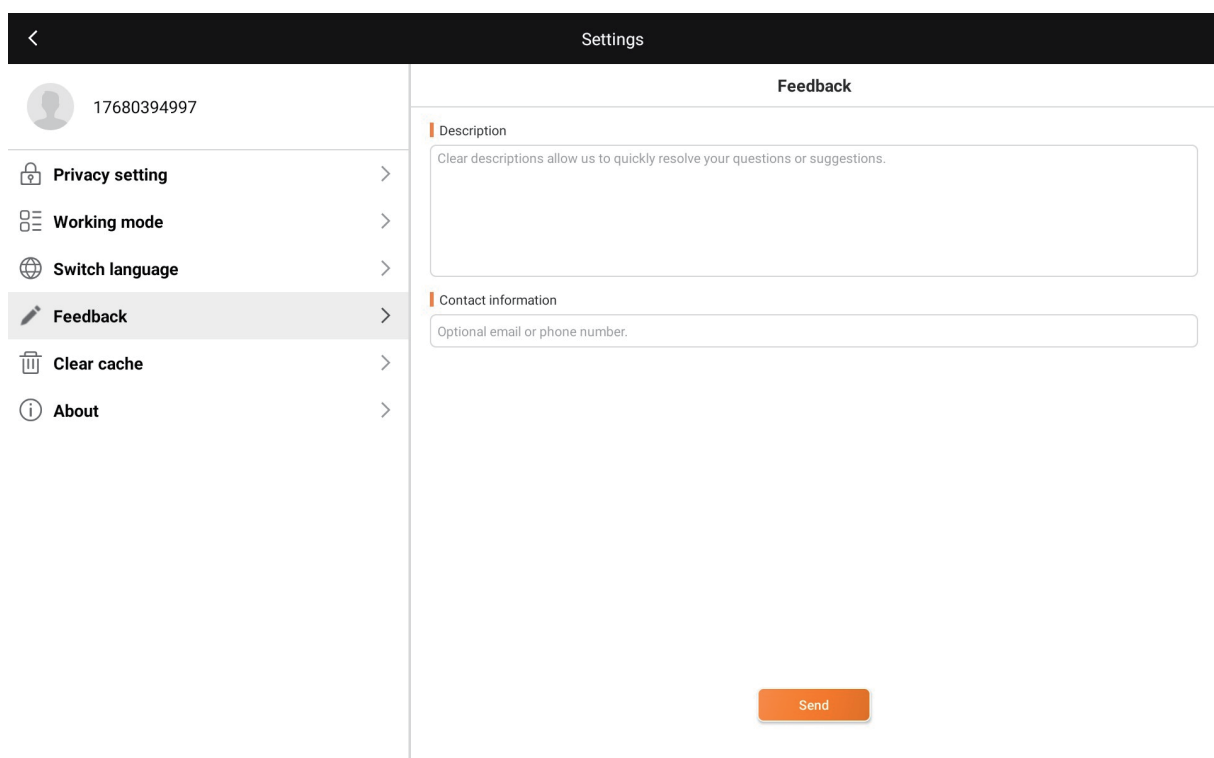 Settings
17680394997
Privacy setting
Working mode
Switch language
Feedback
Clear cache
About
Feedback
Description
Clear descriptions allow us to quickly resolve your questions or suggestions.
Contact information
Optional email or phone number.
Send